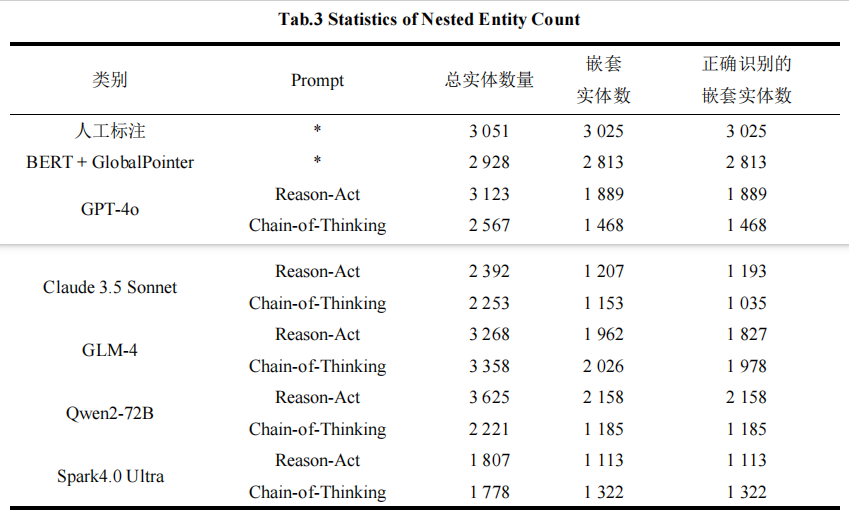 Tab.3 Statistics of Nested Entity Count
类别 Prompt 总实体数量 嵌套实体数 正确识别的嵌套实体数
人工标注 * 3 051 3 025 3 025
BERT + GlobalPointer * 2 928 2 813 2 813
GPT-4o Reason-Act 3 123 1 889 1 889
Chain-of-Thinking 2 567 1 468 1 468
Claude 3.5 Sonnet Reason-Act 2 392 1 207 1 193
Chain-of-Thinking 2 253 1 153 1 035
GLM-4 Reason-Act 3 268 1 962 1 827
Chain-of-Thinking 3 358 2 026 1 978
Qwen2-72B Reason-Act 3 625 2 158 2 158
Chain-of-Thinking 2 221 1 185 1 185
Spark4.0 Ultra Reason-Act 1 807 1 113 1 113
Chain-of-Thinking 1 778 1 322 1 322